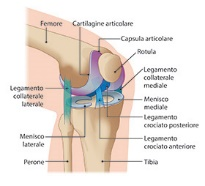 Femore
Cartilagine articolare
Capsula articolare
Rotula
Legamento
collaterale
mediale
Legamento
collaterale
laterale
Menisco
mediale
Legamento
crociato posteriore
Menisco
laterale
Legamento
crociato anteriore
Perone
Tibia